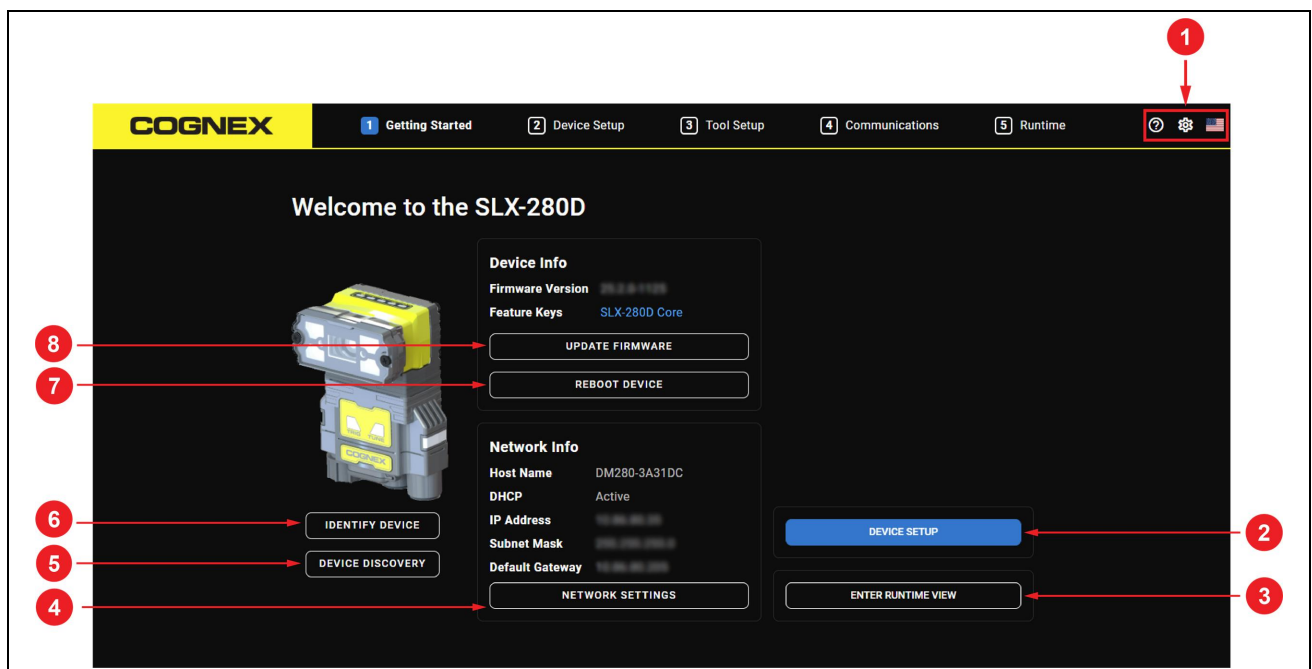 1
COGNEX
1 Getting Started 2 Device Setup 3 Tool Setup 4 Communications 5 Runtime
Welcome to the SLX-280D
Device Info
Firmware Version
Feature Keys SLX-280D Core
8
UPDATE FIRMWARE
7
REBOOT DEVICE
COGNEX
Network Info
Host Name DM280-3A31DC
DHCP Active
6
IDENTIFY DEVICE
IP Address
Subnet Mask
DEVICE SETUP
2
5
DEVICE DISCOVERY
Default Gateway
4
NETWORK SETTINGS
ENTER RUNTIME VIEW
3